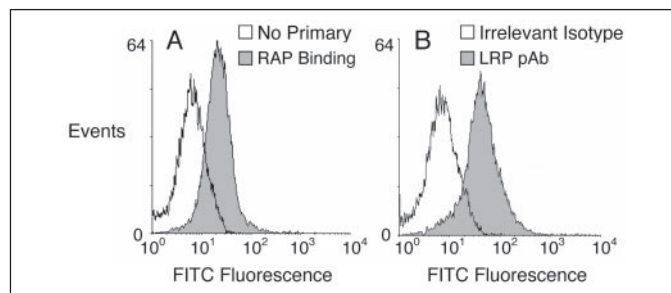 A
No Primary
RAP Binding
64
Events
0
10⁰ 10¹ 10² 10³ 10⁴
FITC Fluorescence
B
Irrelevant Isotype
LRP pAb
64
0
10⁰ 10¹ 10² 10³ 10⁴
FITC Fluorescence